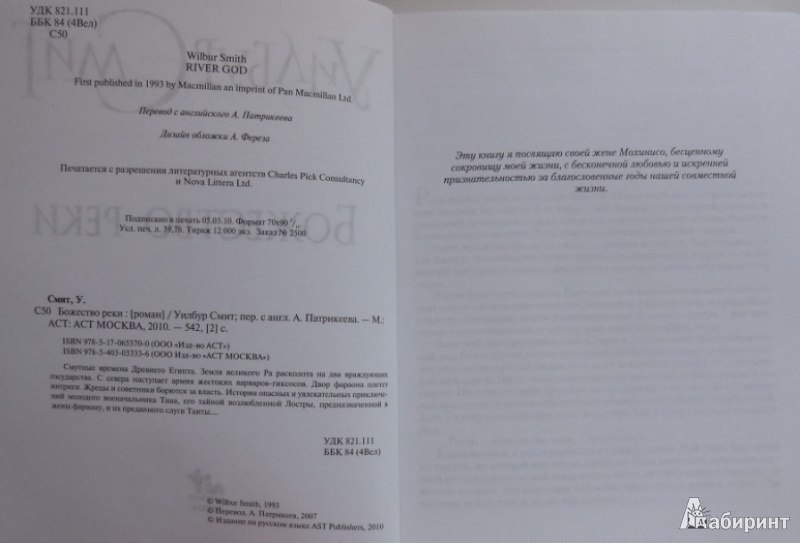 УДК 821.111
ББК 84 (4Вел)
С50
Wilbur Smith
RIVER GOD
First published in 1993 by Macmillan an imprint of Pan Macmillan Ltd.
Перевод с английского А. Патрикеева
Дизайн обложки А. Фереза
Печатается с разрешения литературных агентств Charles Pick Consultancy
и Nova Littera Ltd.
Подписано в печать 05.03.10. Формат 70х90 1/
Усл. печ. л. 39,78. Тираж 12 000 экз. Заказ № 2500
Смит, У.
С50 Божество реки : [роман] / Уилбур Смит; пер. с англ. А. Патрикеева. — М.:
АСТ: АСТ МОСКВА, 2010. — 542, [2] с.
ISBN 978-5-17-065570-0 (ООО «Изд-во АСТ»)
ISBN 978-5-403-03333-6 (ООО Изд-во «АСТ МОСКВА»)
Смутные времена Древнего Египта. Земля великого Ра расколота на два враждующих
государства. С севера наступает армия жестоких варваров-гиксосов. Двор фараона плетет
интриги. Жрецы и советники борются за власть. История опасных и увлекательных приключе-
ний молодого военачальника Тана, его тайной возлюбленной Лостры, предназначенной в
жены фараону, и их преданного слуги Таиты....
УДК 821.111
ББК 84 (4Вел)
© Wilbur Smith, 1993
© Перевод. А. Патрикеев, 2007
© Издание на русском языке AST Publishers, 2010
Уилбур
Смит
БОЖЕСТВО РЕКИ
Эту книгу я посвящаю своей жене Мохинисо, бесценному
сокровищу моей жизни, с бесконечной любовью и искренней
признательностью за благословенные годы нашей совместной
жизни.
Лабиринт